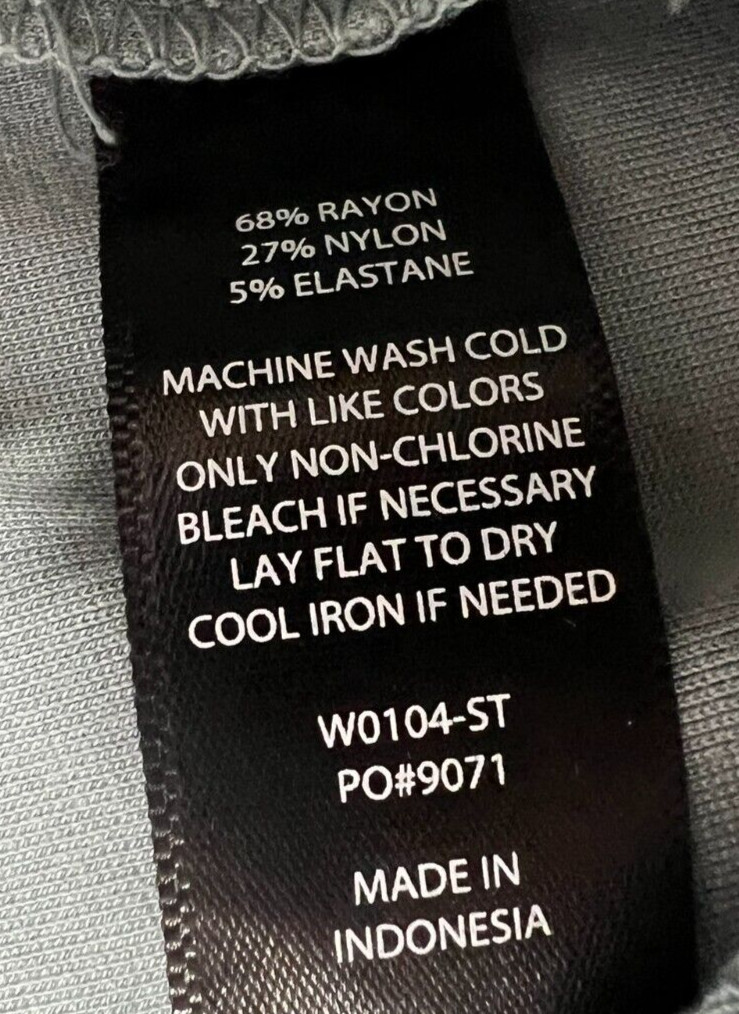 68% RAYON
27% NYLON
5% ELASTANE
MACHINE WASH COLD
WITH LIKE COLORS
ONLY NON-CHLORINE
BLEACH IF NECESSARY
LAY FLAT TO DRY
COOL IRON IF NEEDED
W0104-ST
PO#9071
MADE IN
INDONESIA